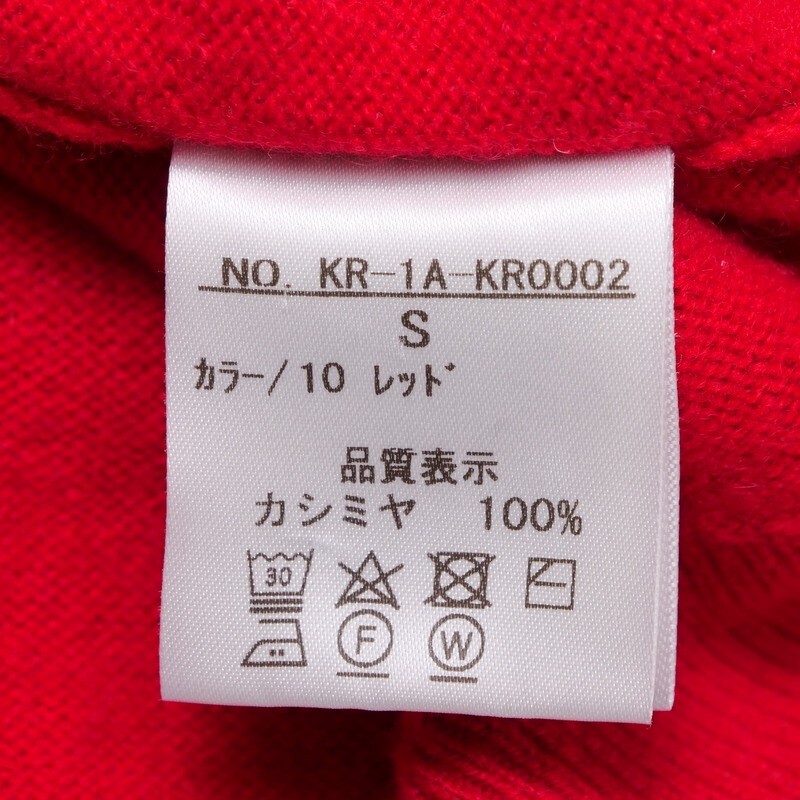 NO. KR-1A-KR0002
S
ｶﾗｰ/10 ﾚｯﾄﾞ
品質表示
カシミヤ 100%
30
F W